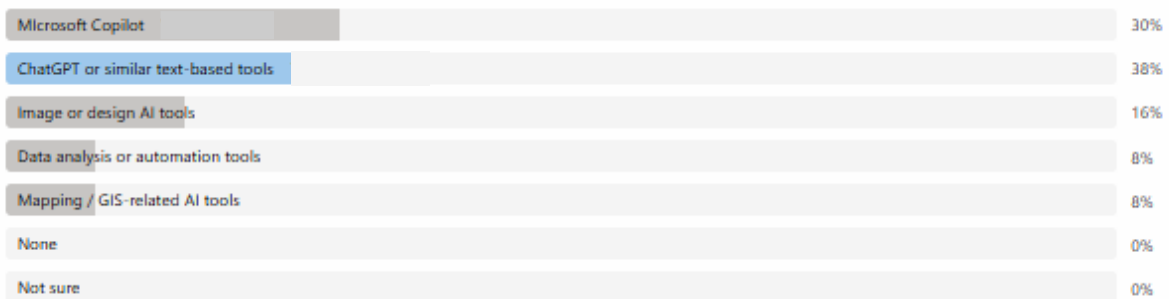 MIcrosoft Copilot 30%
ChatGPT or similar text-based tools 38%
Image or design AI tools 16%
Data analysis or automation tools 8%
Mapping / GIS-related AI tools 8%
None 0%
Not sure 0%